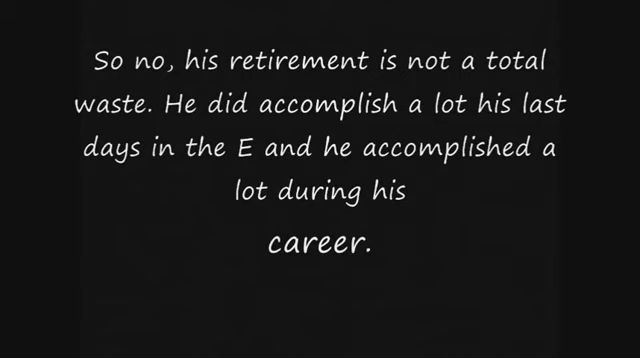 So no, his retirement is not a total
waste. He did accomplish a lot his last
days in the E and he accomplished a
lot during his
career.